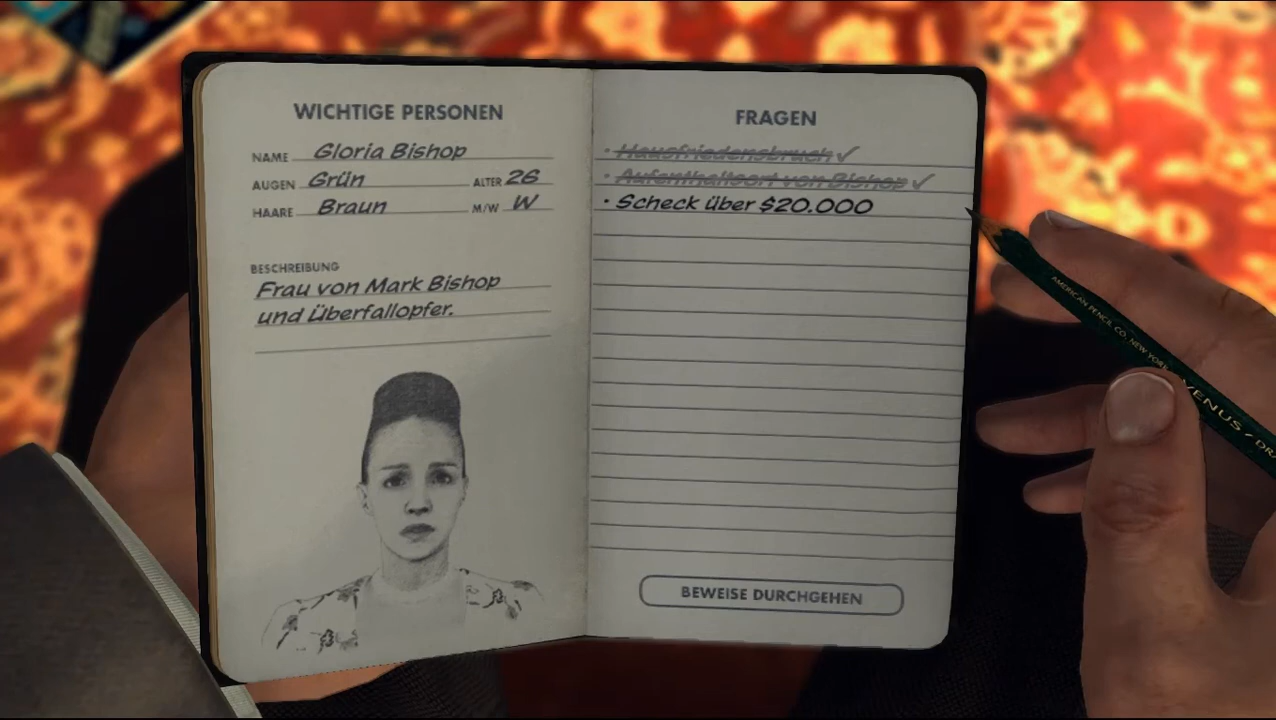 WICHTIGE PERSONEN
NAME Gloria Bishop
AUGEN Grün ALTER 26
HAARE Braun M/W W
BESCHREIBUNG
Frau von Mark Bishop
und Überfallopfer.
FRAGEN
· Hausfriedensbruch ✓
· Aufenthaltsort von Bishop ✓
· Scheck über $20.000
BEWEISE DURCHGEHEN
AMERICAN PENCIL CO. NEW YORK VENUS / DRA